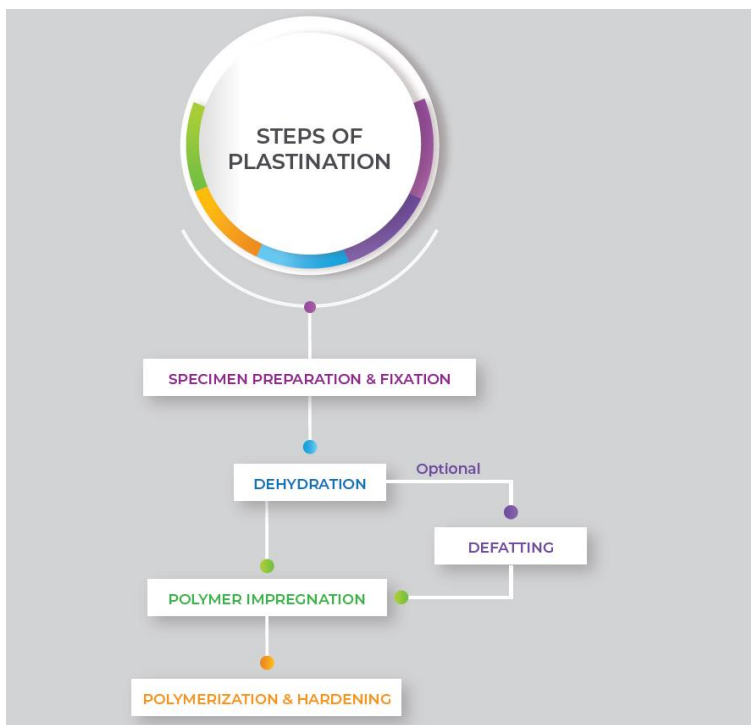 STEPS OF
PLASTINATION
SPECIMEN PREPARATION & FIXATION
DEHYDRATION
Optional
DEFATTING
POLYMER IMPREGNATION
POLYMERIZATION & HARDENING